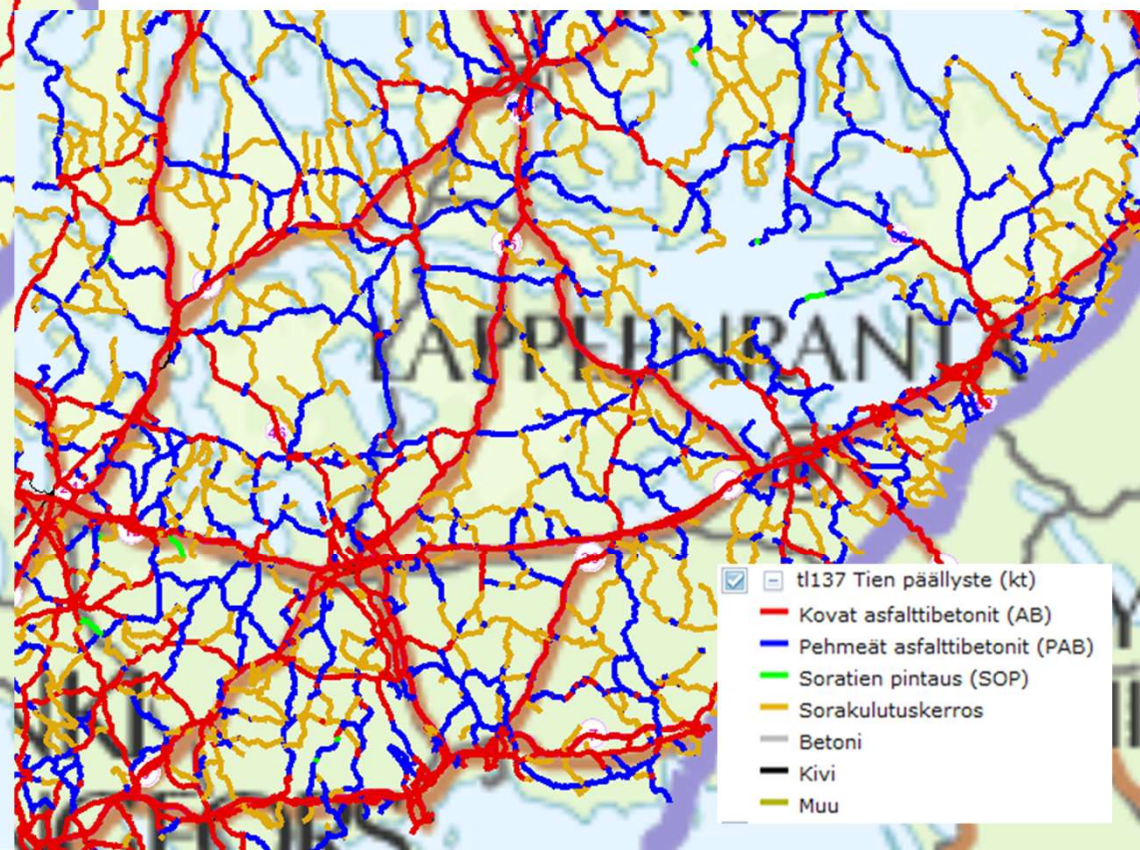 LAPPEENRANTA
tl137 Tien päällyste (kt)
Kovat asfalttibetonit (AB)
Pehmeät asfalttibetonit (PAB)
Soratien pintaus (SOP)
Sorakulutuskerros
Betoni
Kivi
Muu